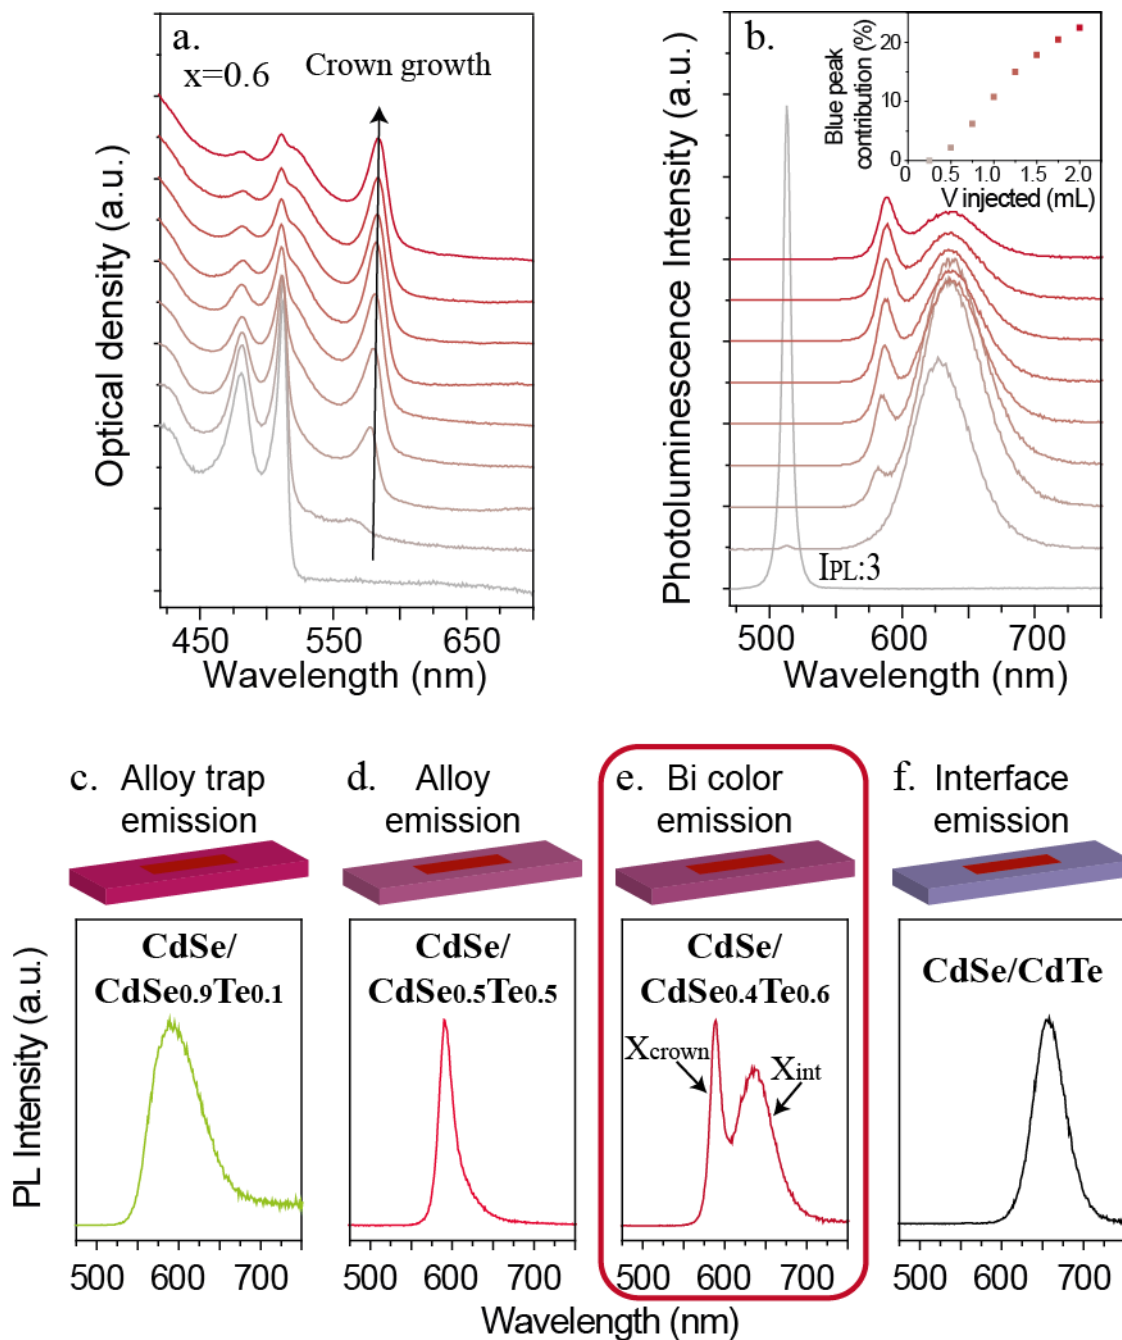 a.
x=0.6
Crown growth
Optical density (a.u.)
450
550
650
Wavelength (nm)
b.
Photoluminescence Intensity (a.u.)
Blue peak
contribution (%)
20
10
0
0
0.5
1.0
1.5
2.0
V injected (mL)
IPL:3
500
600
700
Wavelength (nm)
c. Alloy trap
emission
d. Alloy
emission
e. Bi color
emission
f. Interface
emission
PL Intensity (a.u.)
CdSe/
CdSe0.9Te0.1
CdSe/
CdSe0.5Te0.5
CdSe/
CdSe0.4Te0.6
Xcrown
Xint
CdSe/CdTe
500 600 700
500 600 700
500 600 700
500 600 700
Wavelength (nm)